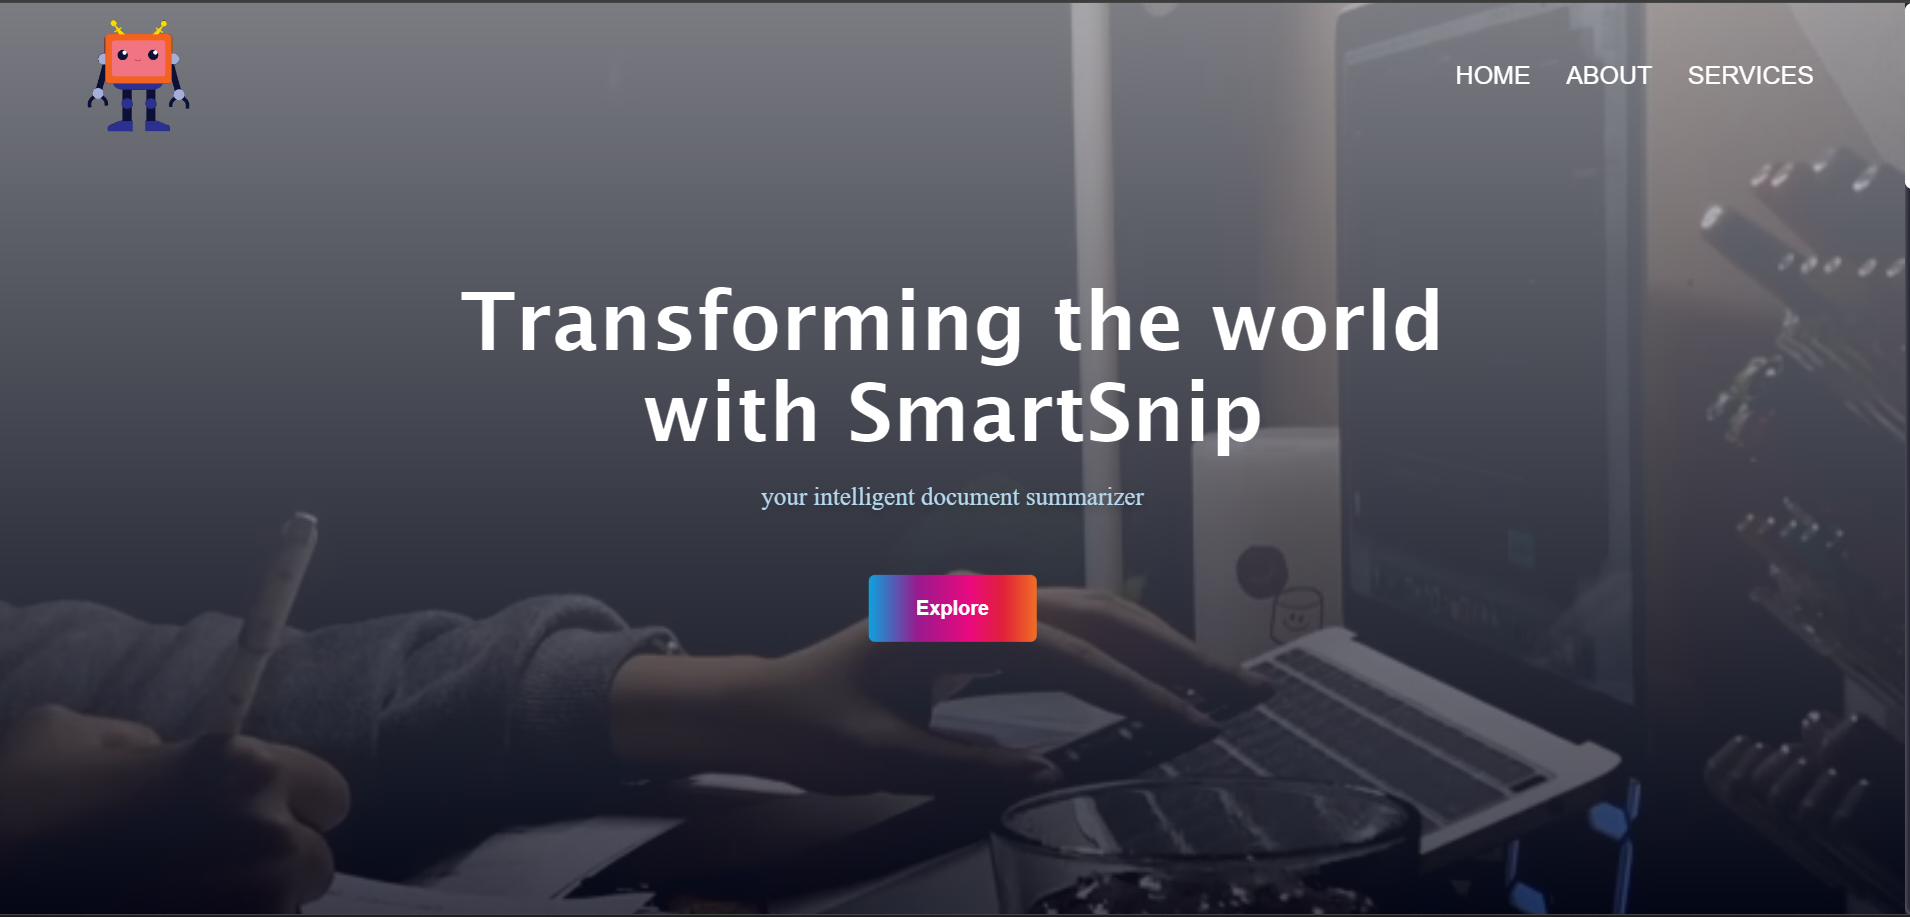 HOME ABOUT SERVICES
Transforming the world
with SmartSnip
your intelligent document summarizer
Explore